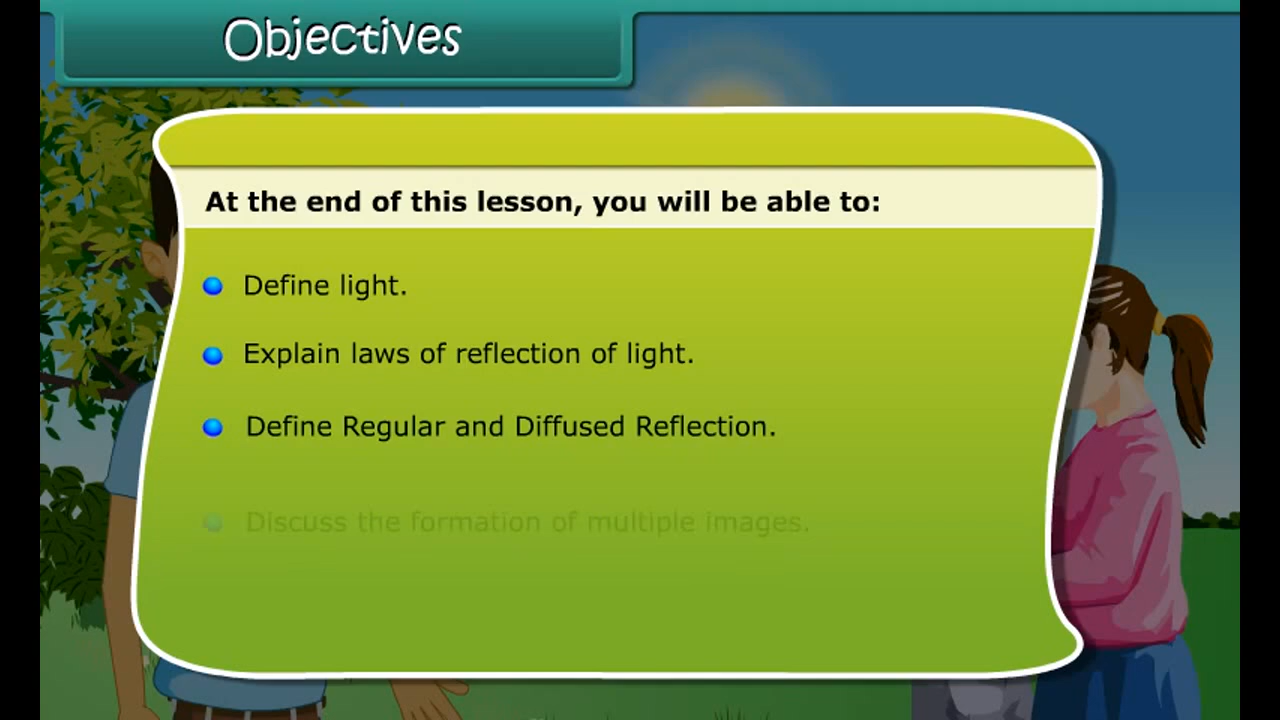 Objectives
At the end of this lesson, you will be able to:
Define light.
Explain laws of reflection of light.
Define Regular and Diffused Reflection.
Discuss the formation of multiple images.